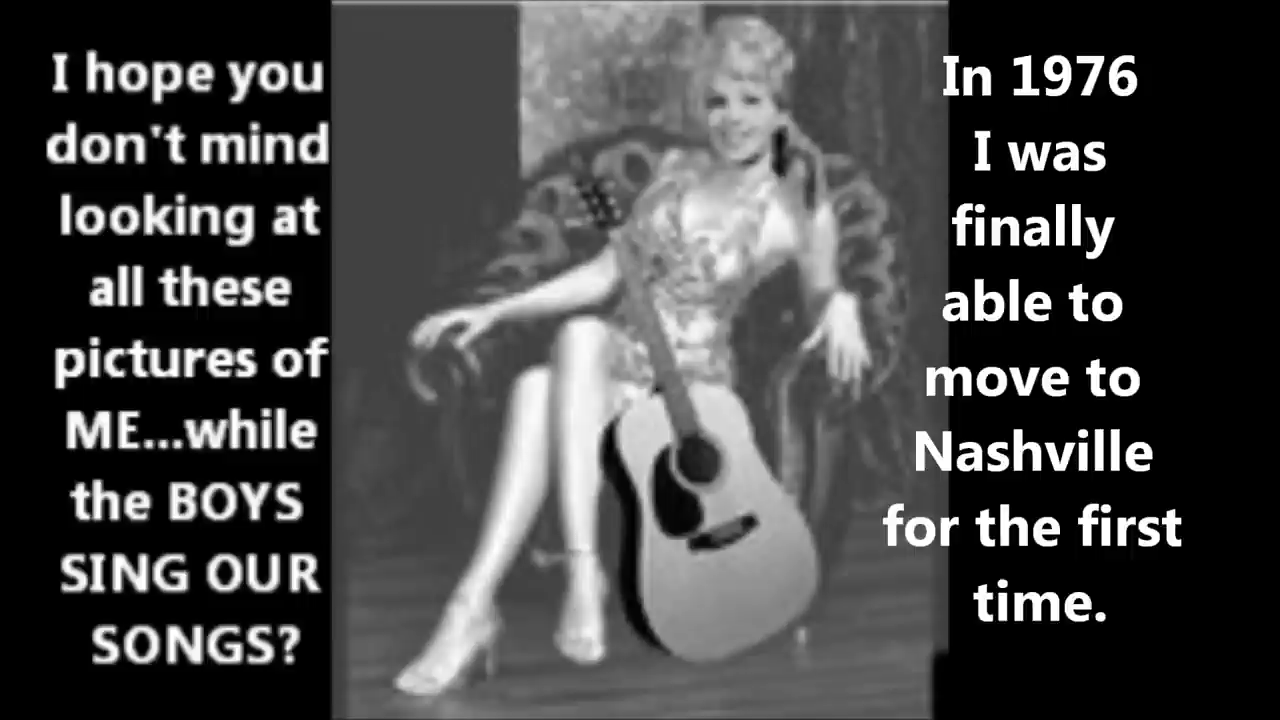 I hope you
don't mind
looking at
all these
pictures of
ME...while
the BOYS
SING OUR
SONGS?
In 1976
I was
finally
able to
move to
Nashville
for the first
time.